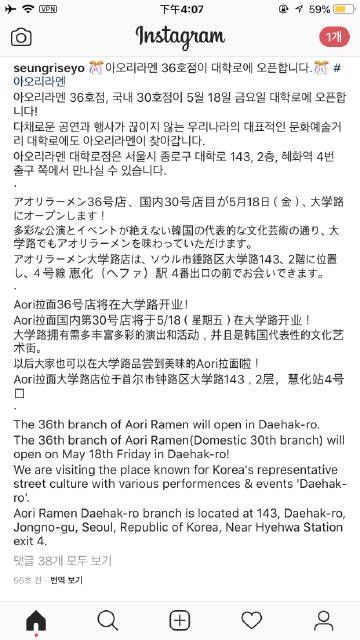 VPN 下午4:07 59%
Instagram 1개
seungriseyo 🎊 아오리라멘 36호점이 대학로에 오픈합니다.🎊 #
아오리라멘
아오리라멘 36호점, 국내 30호점이 5월 18일 금요일 대학로에 오픈합
니다!
다채로운 공연과 행사가 끊이지 않는 우리나라의 대표적인 문화예술거
리 대학로에도 아오리라멘이 찾아갑니다.
아오리라멘 대학로점은 서울시 종로구 대학로 143, 2층, 혜화역 4번
출구 쪽에서 만나실 수 있습니다.
.
アオリラーメン36号店、国内30号店目が5月18日 ( 金 ) 、大学路
にオープンします！
多彩な公演とイベントが絶えない韓国の代表的な文化芸術の通り、大
学路でもアオリラーメンを味わっていただけます。
アオリラーメン大学路店は、ソウル市鍾路区大学路143、2階に位置
し、4 号線 恵化（ヘファ）駅 4番出口の前でお会いできます。
.
Aori拉面36号店将在大学路开业！
Aori拉面国内第30号店将于5/18（ 星期五 ) 在大学路开业！
大学路拥有需多丰富多彩的演出和活动，并且是韩国代表性的文化艺
术街。
以后大家也可以在大学路品尝到美味的Aori拉面啦！
Aori拉面大学路店位于首尔市钟路区大学路143，2层，慧化站4号
口
.
The 36th branch of Aori Ramen will open in Daehak-ro.
The 36th branch of Aori Ramen(Domestic 30th branch) will
open on May 18th Friday in Daehak-ro!
We are visiting the place known for Korea's representative
street culture with various performences & events 'Daehak-
ro'.
Aori Ramen Daehak-ro branch is located at 143, Daehak-ro,
Jongno-gu, Seoul, Republic of Korea, Near Hyehwa Station
exit 4.
댓글 38개 모두 보기
56초 전 · 번역 보기